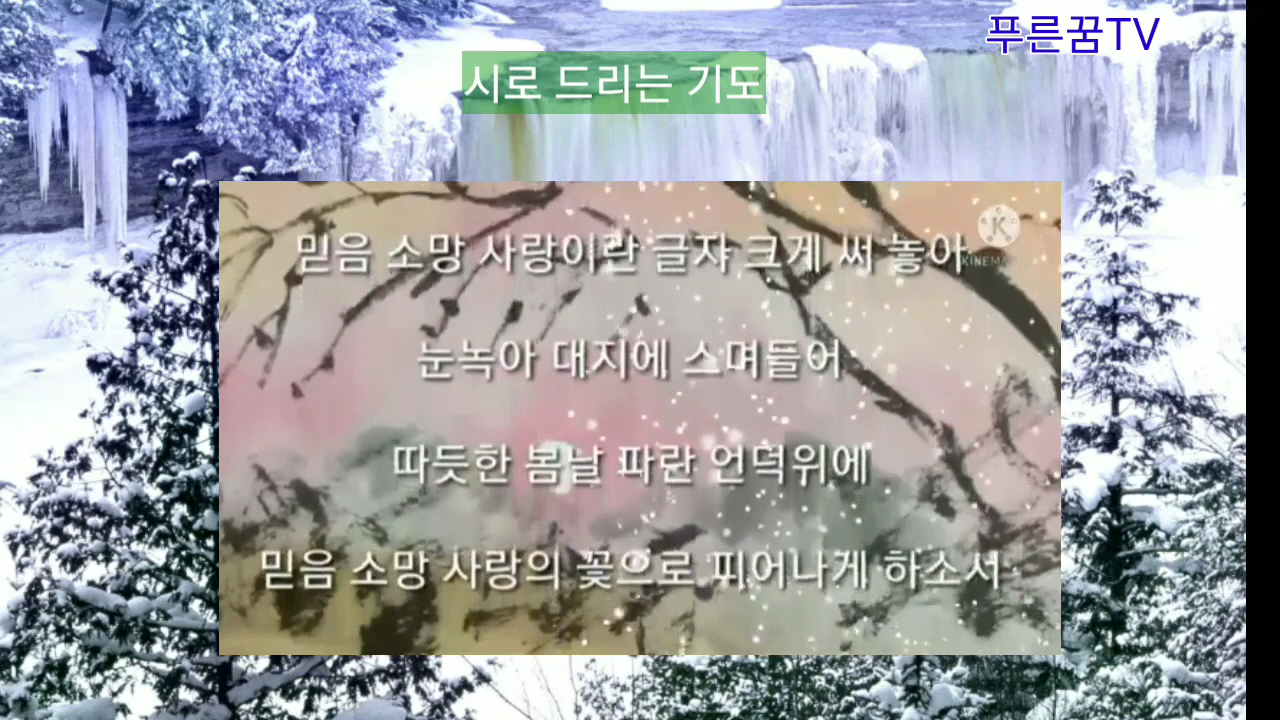 푸른꿈TV
시로 드리는 기도
믿음 소망 사랑이란 글쟈 크게 써 놓아
눈녹아 대지에 스며들어
따듯한 봄날 파란 언덕위에
믿음 소망 사랑의 꽃으로 피어나게 하소서